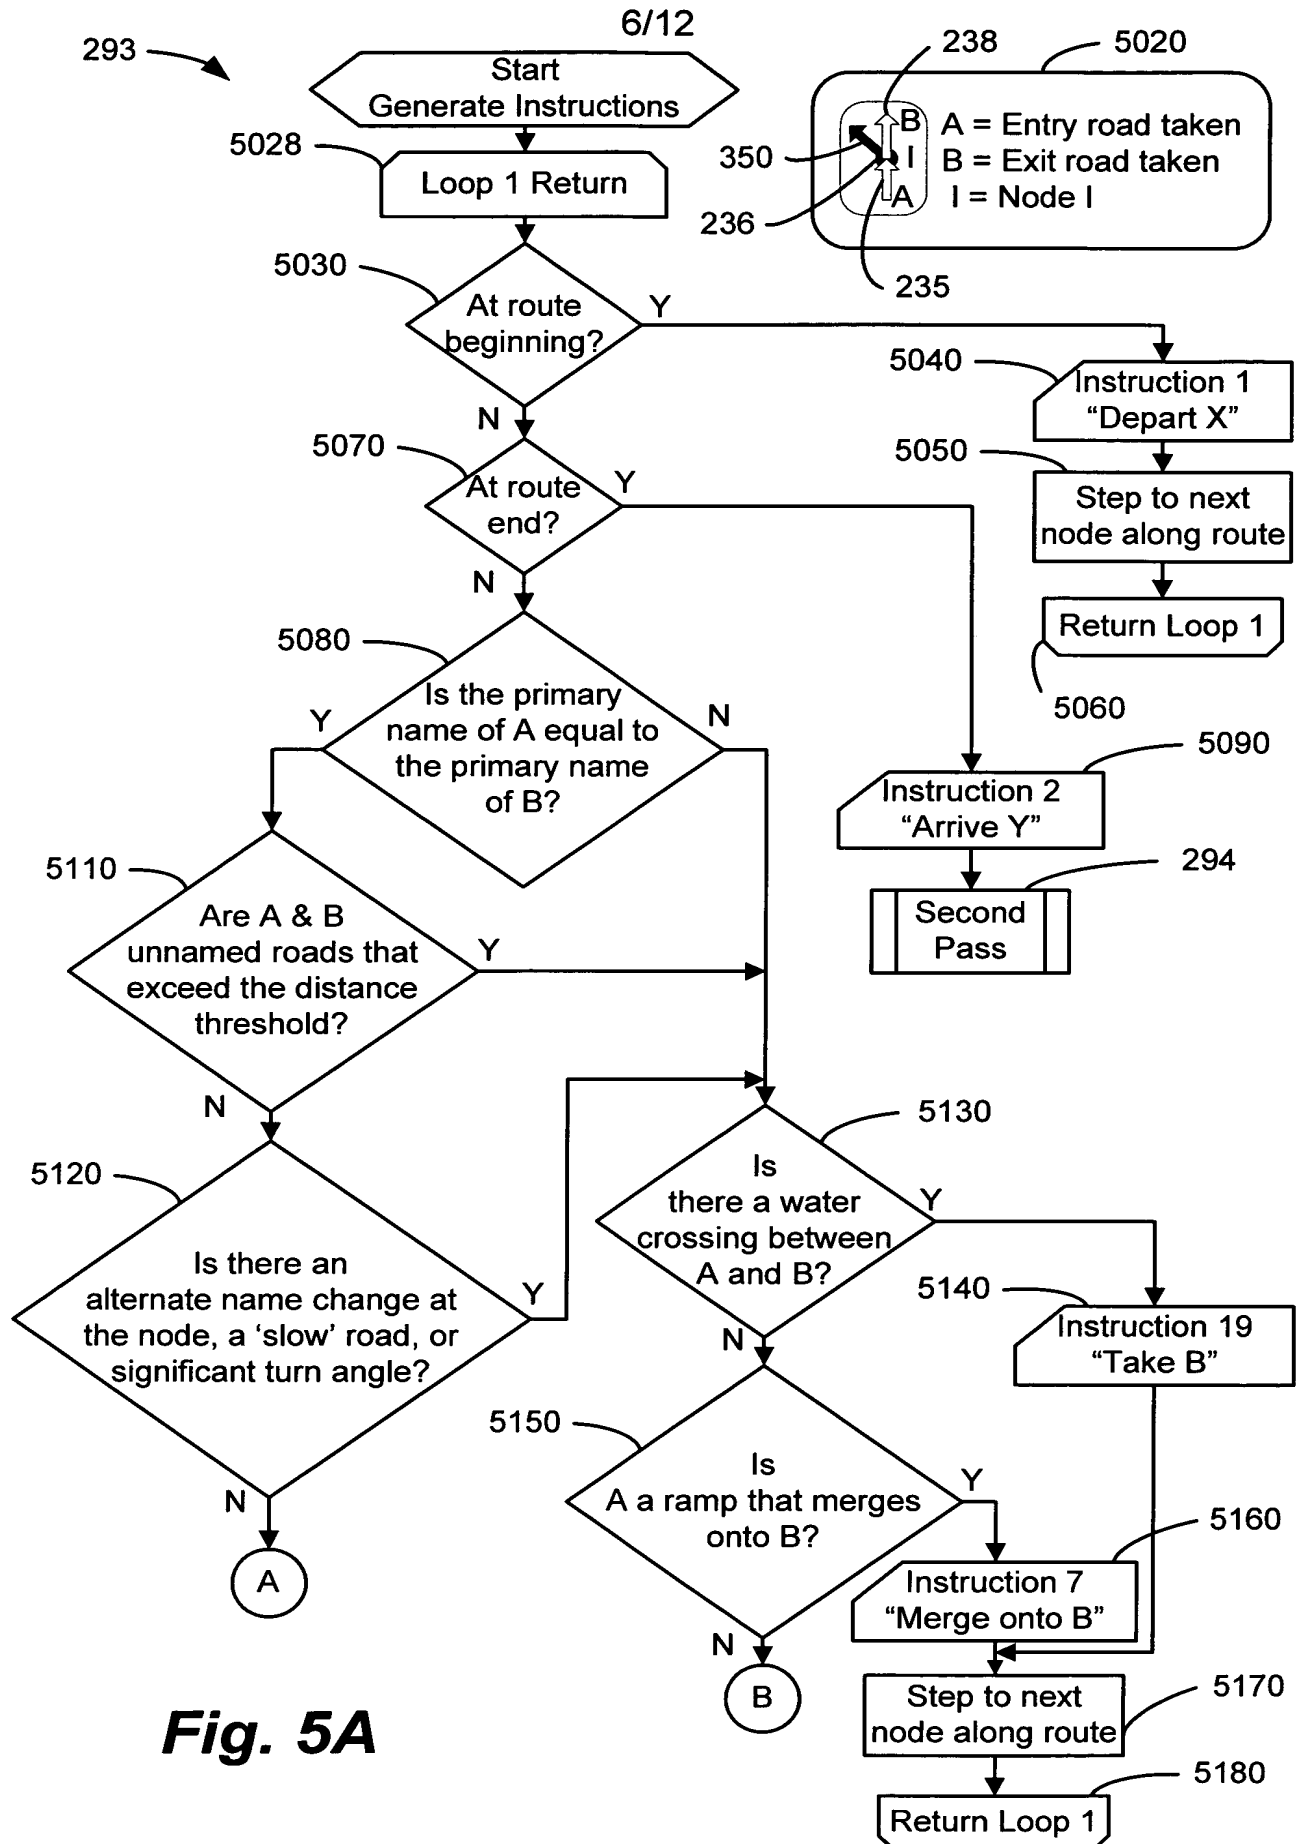 6/12
293
Start
Generate Instructions
5028
Loop 1 Return
238
5020
B
I
A
A = Entry road taken
B = Exit road taken
I = Node I
350
236
235
5030
At route
beginning?
Y
N
5040
Instruction 1
“Depart X”
5050
Step to next
node along route
Return Loop 1
5060
5070
At route
end?
Y
N
5080
Is the primary
name of A equal to
the primary name
of B?
Y
N
5090
Instruction 2
“Arrive Y”
294
Second
Pass
5110
Are A & B
unnamed roads that
exceed the distance
threshold?
Y
N
5120
Is there an
alternate name change at
the node, a ‘slow’ road, or
significant turn angle?
Y
N
A
5130
Is
there a water
crossing between
A and B?
Y
N
5140
Instruction 19
“Take B”
5150
Is
A a ramp that merges
onto B?
Y
N
B
5160
Instruction 7
“Merge onto B”
5170
Step to next
node along route
5180
Return Loop 1
Fig. 5A